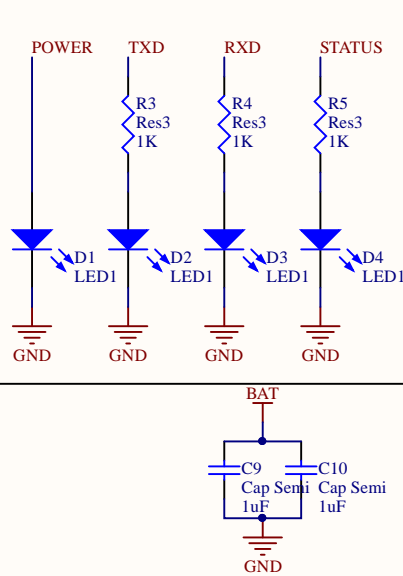 POWER TXD RXD STATUS
R3 R4 R5
Res3 Res3 Res3
1K 1K 1K
D1 D2 D3 D4
LED1 LED1 LED1 LED1
GND GND GND GND
BAT
C9 C10
Cap Semi Cap Semi
1uF 1uF
GND